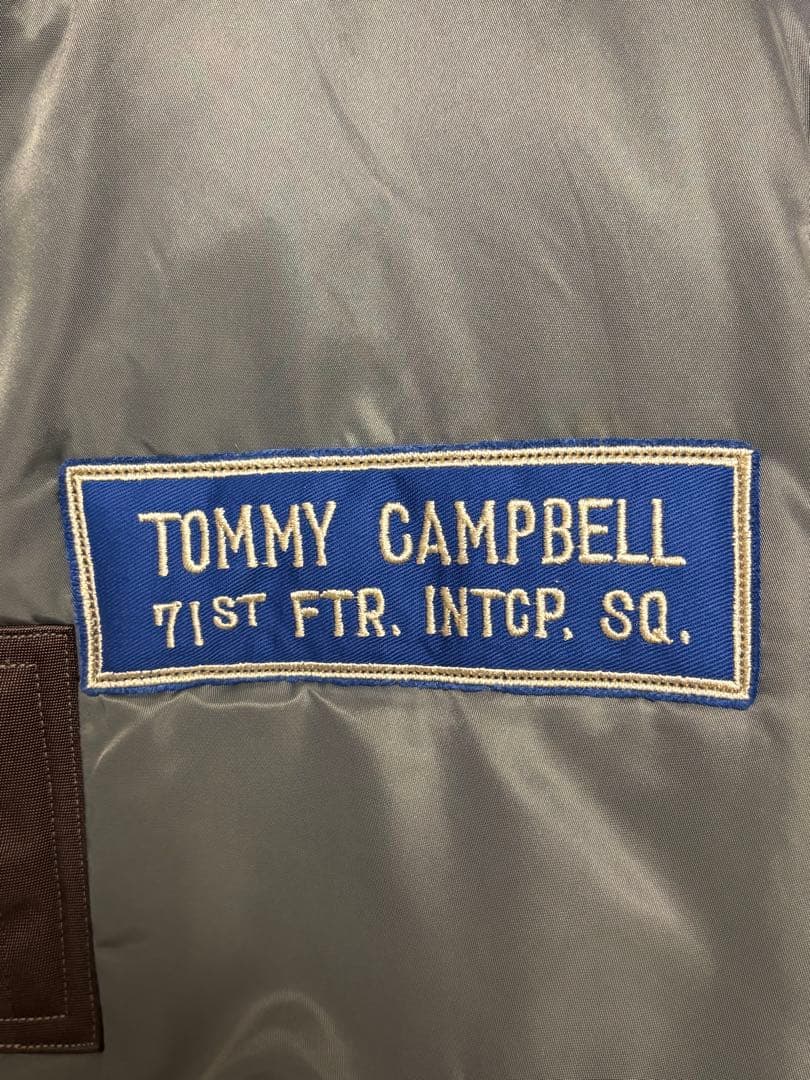 TOMMY CAMPBELL
71ST FTR. INTCP. SQ.